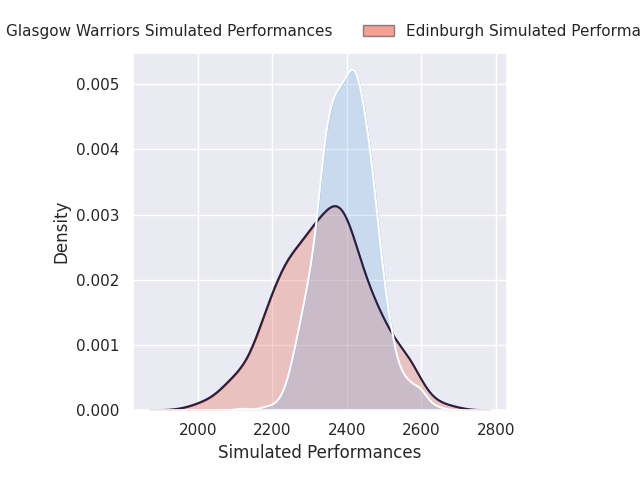 Glasgow Warriors Simulated Performances
Edinburgh Simulated Performa
0.005
0.004
0.003
0.002
0.001
0.000
Density
2000 2200 2400 2600 2800
Simulated Performances